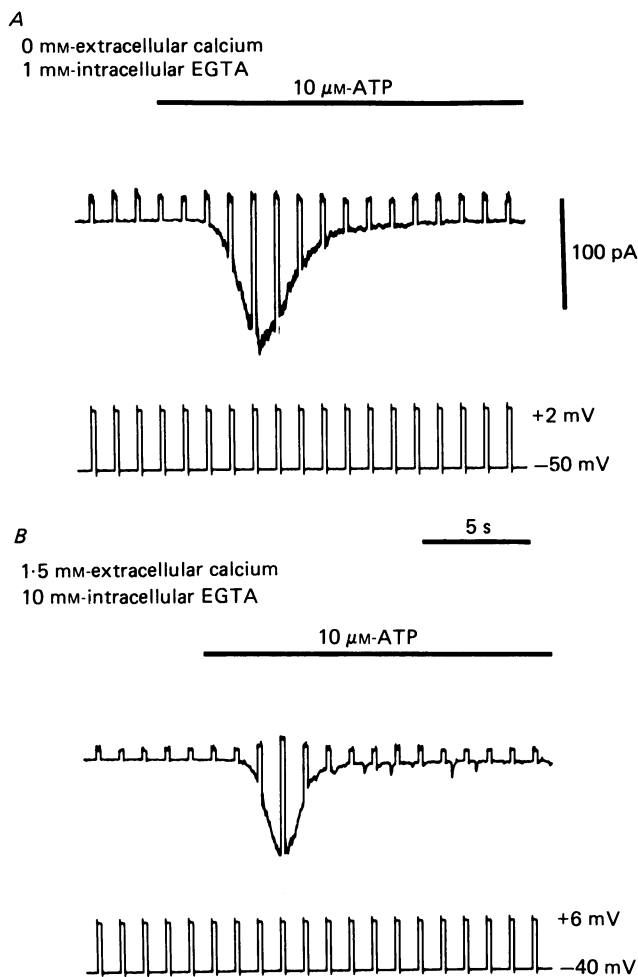 A
0 mM-extracellular calcium
1 mM-intracellular EGTA
10 μM-ATP
100 pA
+2 mV
−50 mV
5 s
B
1·5 mM-extracellular calcium
10 mM-intracellular EGTA
10 μM-ATP
+6 mV
−40 mV